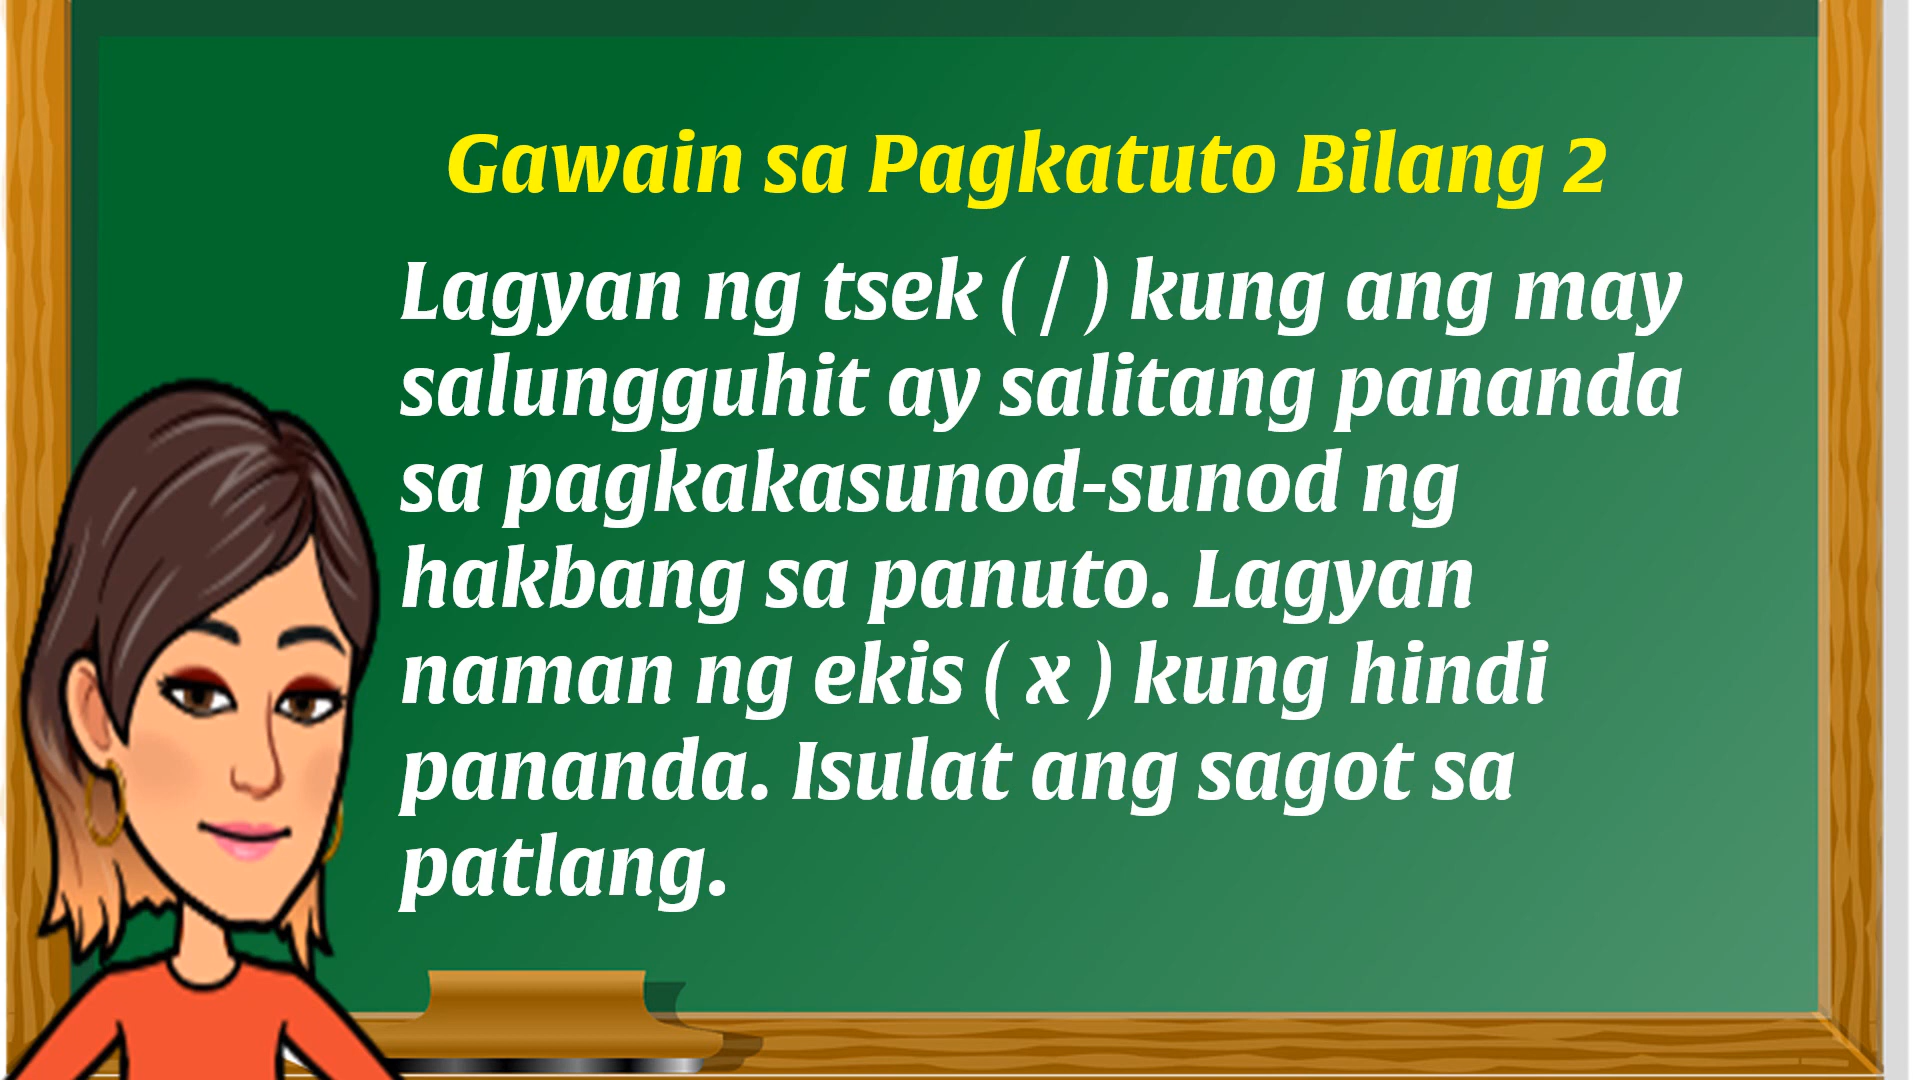 Gawain sa Pagkatuto Bilang 2
Lagyan ng tsek ( / ) kung ang may
salungguhit ay salitang pananda
sa pagkakasunod-sunod ng
hakbang sa panuto. Lagyan
naman ng ekis ( x ) kung hindi
pananda. Isulat ang sagot sa
patlang.